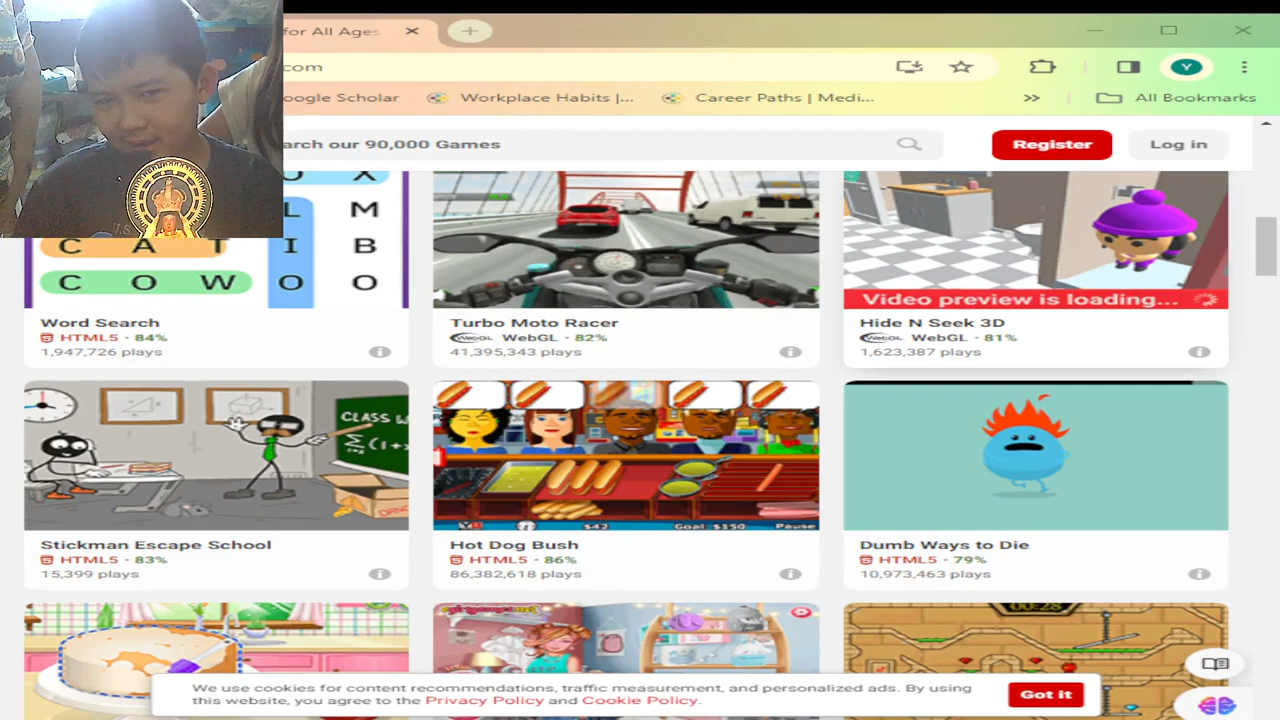 for All Ages
com
oogle Scholar
Workplace Habits |...
Career Paths | Medi...
»
All Bookmarks
Y
arch our 90,000 Games
Register
Log in
O X
L M
C A T I B
C O W O O
Video preview is loading...
Word Search
HTML5 · 84%
1,947,726 plays
Turbo Moto Racer
WebGL WebGL · 82%
41,395,343 plays
Hide N Seek 3D
WebGL WebGL · 81%
1,623,387 plays
CLASS W
Σ(1+
DANG
$42
Goal $150
Pause
Stickman Escape School
HTML5 · 83%
15,399 plays
Hot Dog Bush
HTML5 · 86%
86,382,618 plays
Dumb Ways to Die
HTML5 · 79%
10,973,463 plays
00:28
We use cookies for content recommendations, traffic measurement, and personalized ads. By using
this website, you agree to the Privacy Policy and Cookie Policy.
Got it